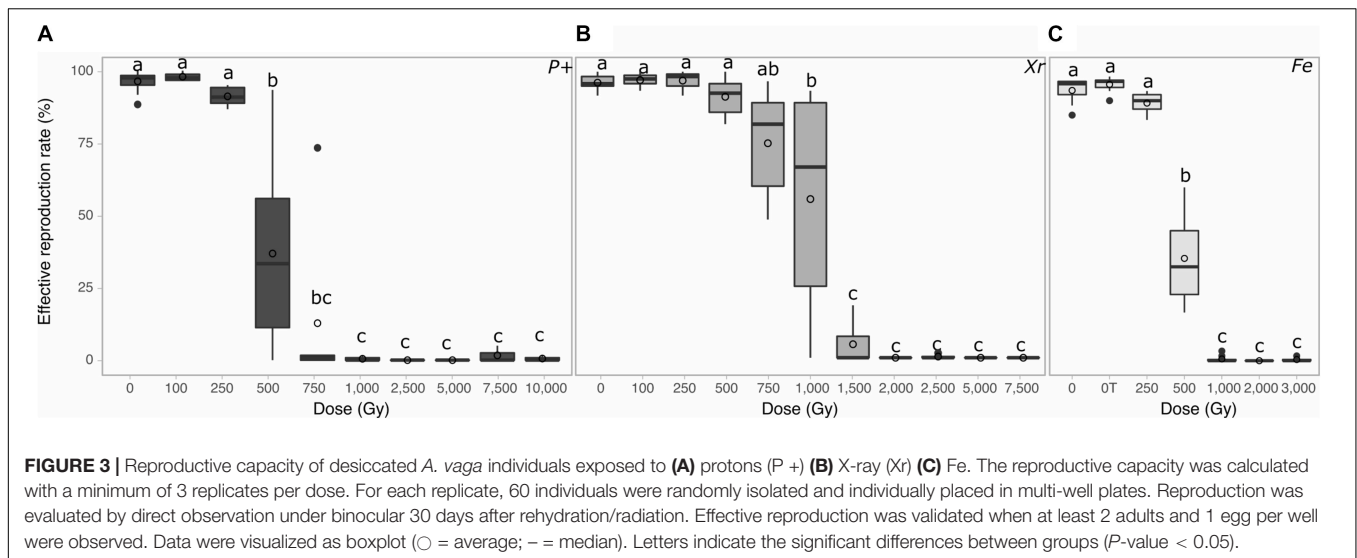 A
B
C
P+
Xr
Fe
Effective reproduction rate (%)
100
75
50
25
0
a a a b bc c c c c c
a a a a ab b c c c c c
a a a b c c c
0 100 250 500 750 1,000 2,500 5,000 7,500 10,000
0 100 250 500 750 1,000 1,500 2,000 2,500 5,000 7,500
0 0T 250 500 1,000 2,000 3,000
Dose (Gy)
Dose (Gy)
Dose (Gy)
FIGURE 3 | Reproductive capacity of desiccated A. vaga individuals exposed to (A) protons (P +) (B) X-ray (Xr) (C) Fe. The reproductive capacity was calculated
with a minimum of 3 replicates per dose. For each replicate, 60 individuals were randomly isolated and individually placed in multi-well plates. Reproduction was
evaluated by direct observation under binocular 30 days after rehydration/radiation. Effective reproduction was validated when at least 2 adults and 1 egg per well
were observed. Data were visualized as boxplot (○ = average; – = median). Letters indicate the significant differences between groups (P-value < 0.05).